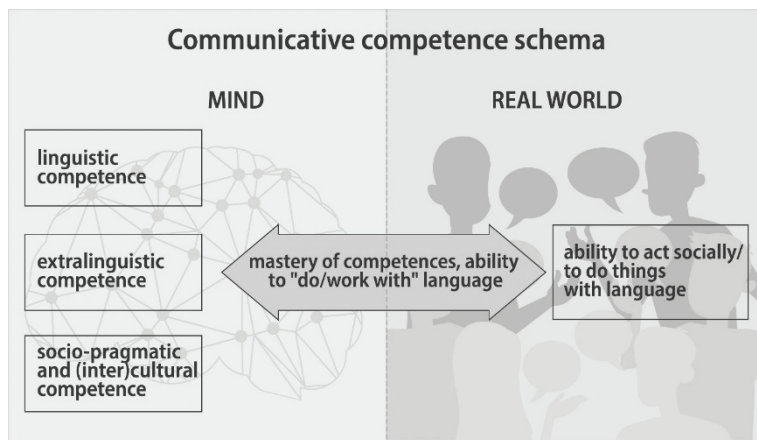 Communicative competence schema
MIND
REAL WORLD
linguistic
competence
extralinguistic
competence
socio-pragmatic
and (inter)cultural
competence
mastery of competences, ability
to "do/work with" language
ability to act socially/
to do things
with language